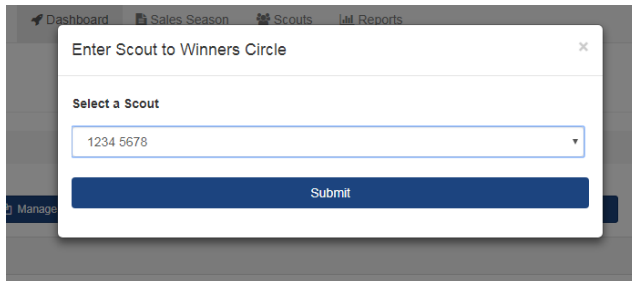 Dashboard Sales Season Scouts Reports
Enter Scout to Winners Circle ×
Select a Scout
1234 5678
Submit
Manage